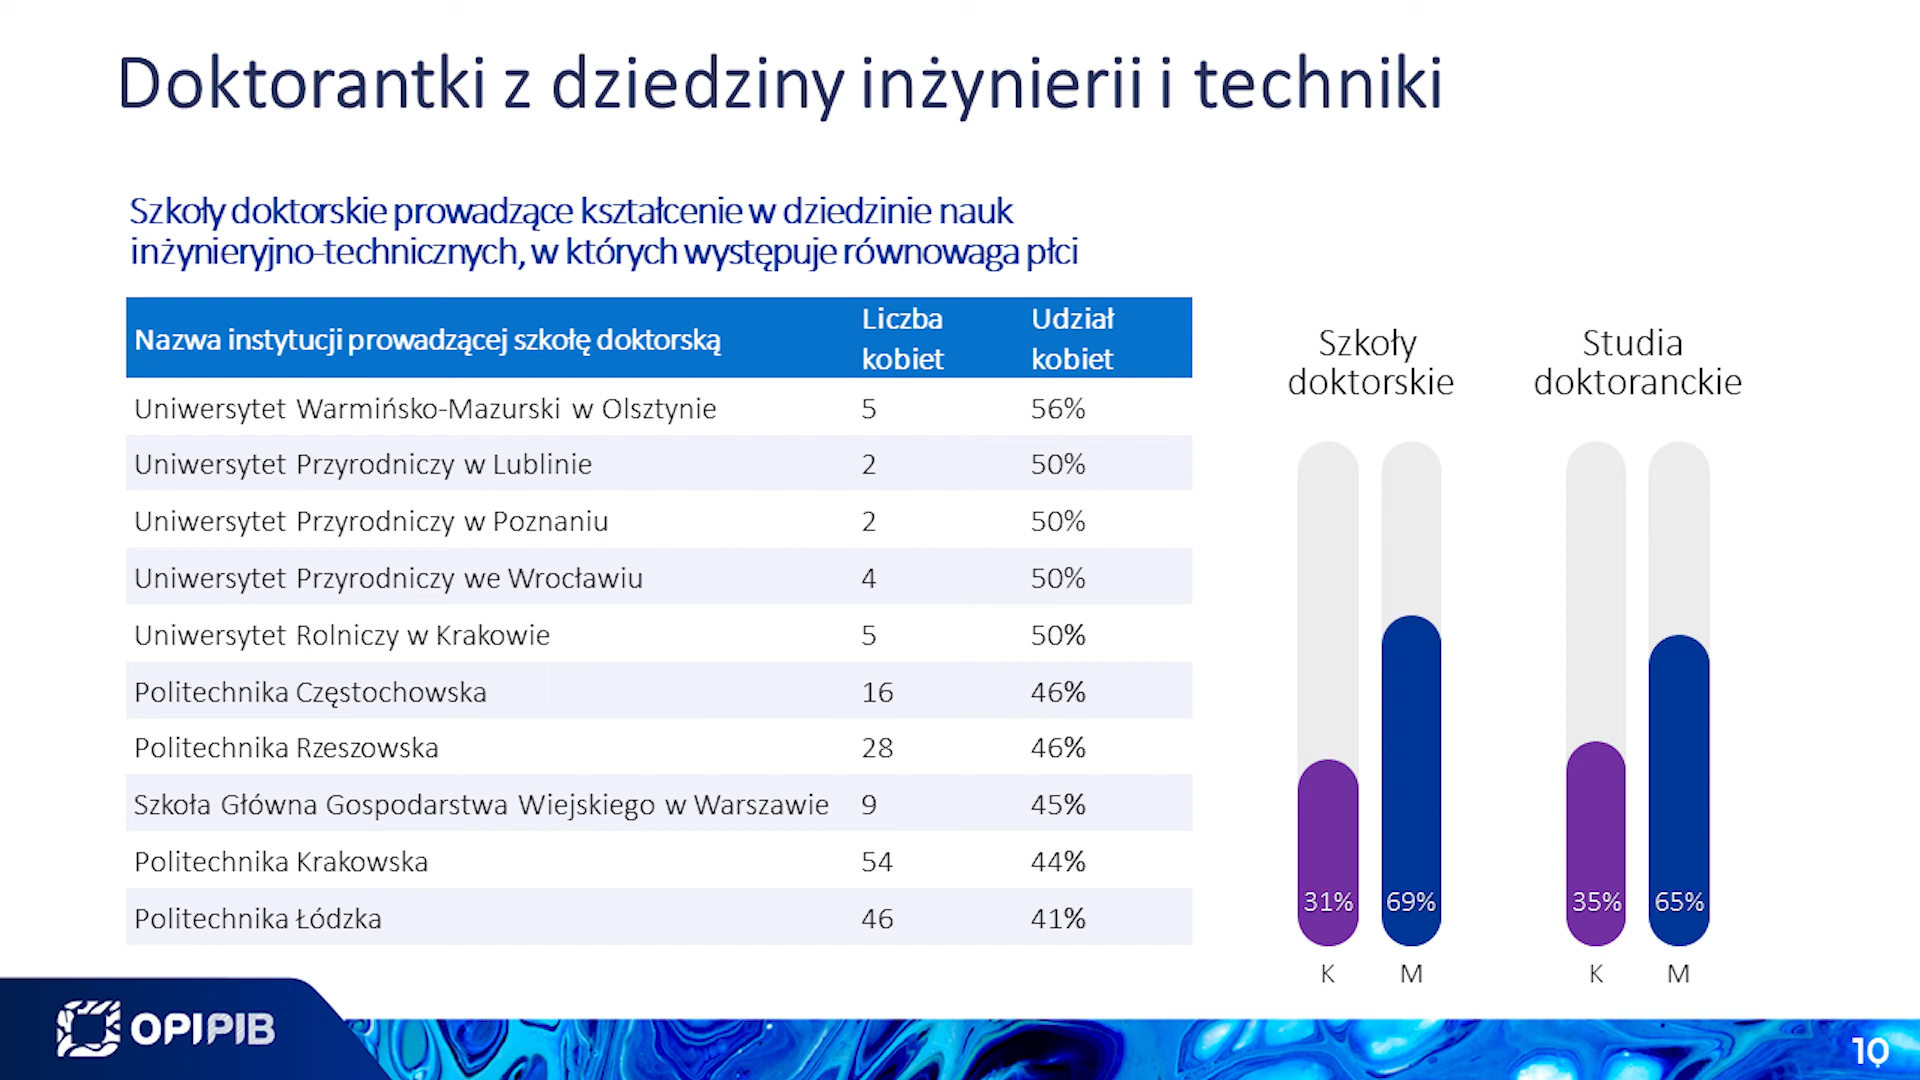 Doktorantki z dziedziny inżynierii i techniki
Szkoły doktorskie prowadzące kształcenie w dziedzinie nauk
inżynieryjno-technicznych, w których występuje równowaga płci
Nazwa instytucji prowadzącej szkołę doktorską Liczba kobiet Udział kobiet
Uniwersytet Warmińsko-Mazurski w Olsztynie 5 56%
Uniwersytet Przyrodniczy w Lublinie 2 50%
Uniwersytet Przyrodniczy w Poznaniu 2 50%
Uniwersytet Przyrodniczy we Wrocławiu 4 50%
Uniwersytet Rolniczy w Krakowie 5 50%
Politechnika Częstochowska 16 46%
Politechnika Rzeszowska 28 46%
Szkoła Główna Gospodarstwa Wiejskiego w Warszawie 9 45%
Politechnika Krakowska 54 44%
Politechnika Łódzka 46 41%
Szkoły
doktorskie
31% 69%
K M
Studia
doktoranckie
35% 65%
K M
OPIPIB
10